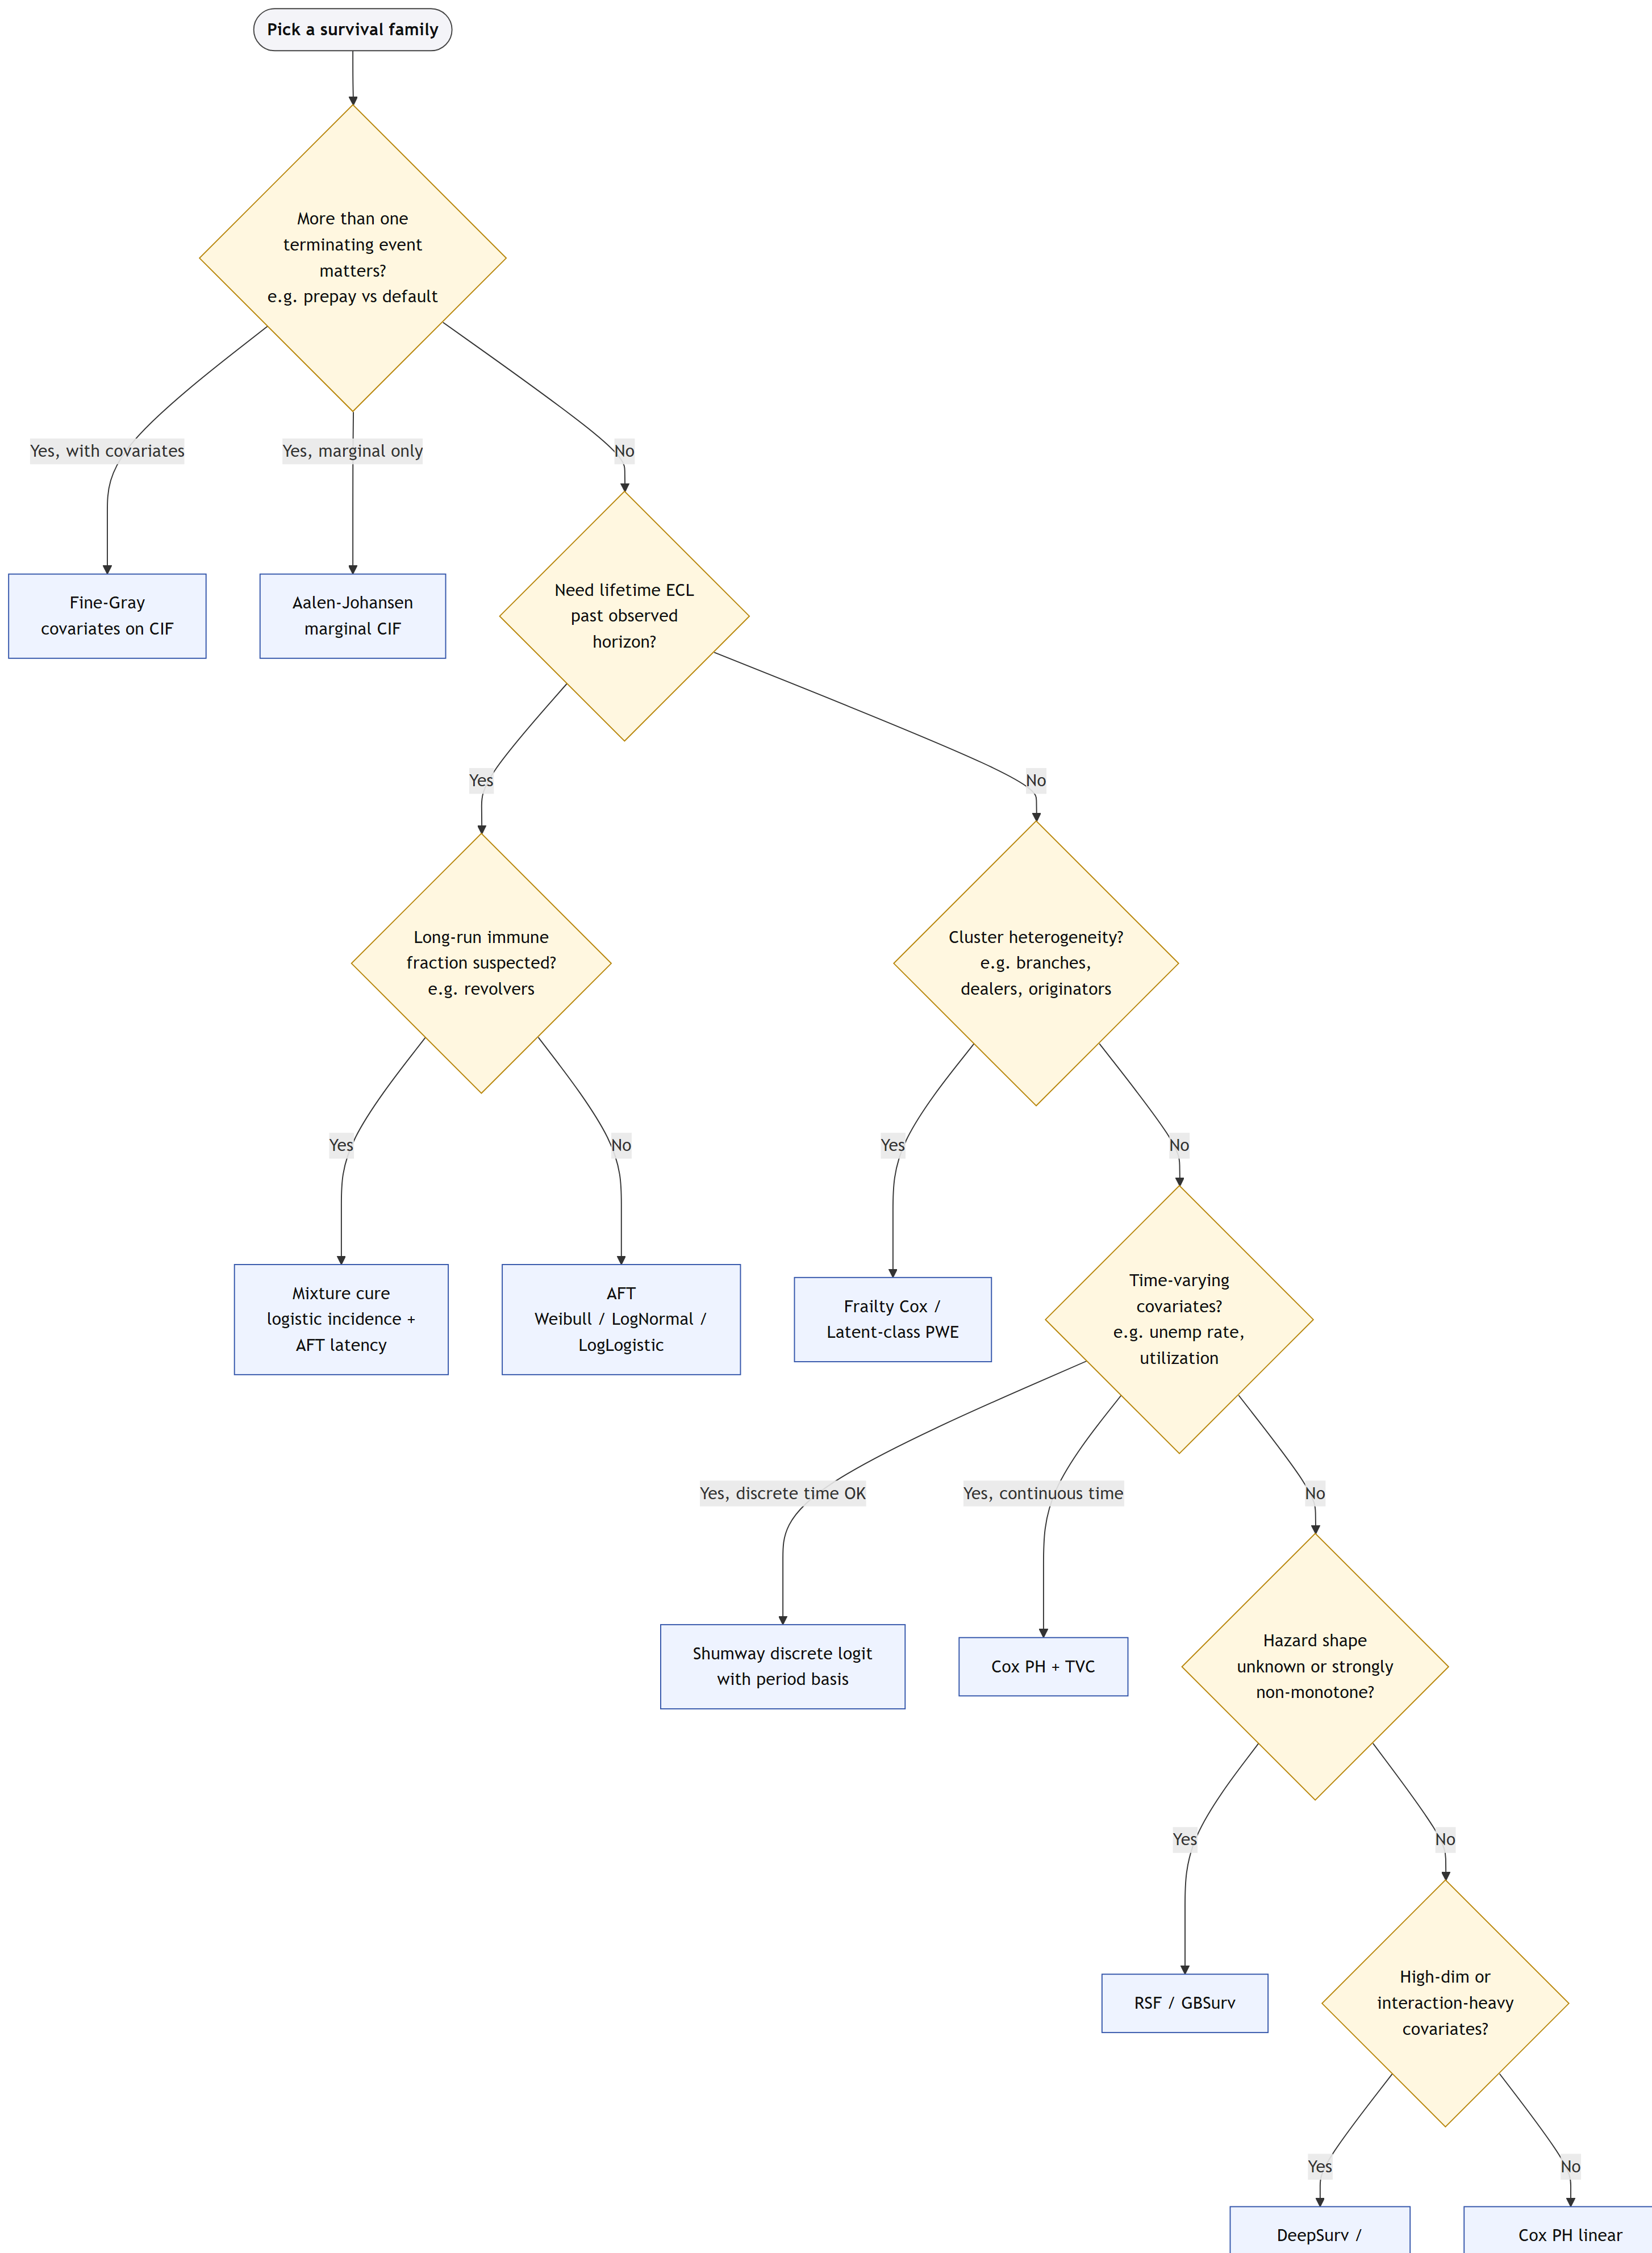 Pick a survival family
More than one
terminating event
matters?
e.g. prepay vs default
Yes, with covariates
Yes, marginal only
No
Fine-Gray
covariates on CIF
Aalen-Johansen
marginal CIF
Need lifetime ECL
past observed
horizon?
Yes
No
Long-run immune
fraction suspected?
e.g. revolvers
Cluster heterogeneity?
e.g. branches,
dealers, originators
Yes
No
Yes
No
Mixture cure
logistic incidence +
AFT latency
AFT
Weibull / LogNormal /
LogLogistic
Frailty Cox /
Latent-class PWE
Time-varying
covariates?
e.g. unemp rate,
utilization
Yes, discrete time OK
Yes, continuous time
No
Shumway discrete logit
with period basis
Cox PH + TVC
Hazard shape
unknown or strongly
non-monotone?
Yes
No
RSF / GBSurv
High-dim or
interaction-heavy
covariates?
Yes
No
DeepSurv /
Cox PH linear